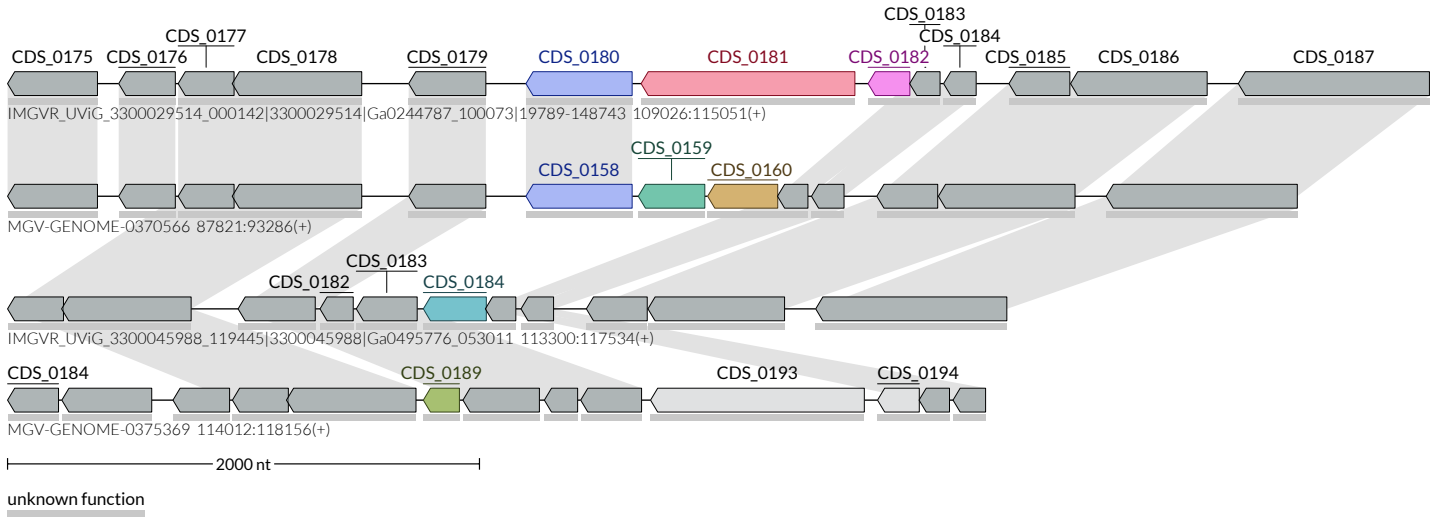 CDS_0183
CDS_0177 CDS_0184
CDS_0175 CDS_0176 CDS_0178 CDS_0179 CDS_0180 CDS_0181 CDS_0182 CDS_0185 CDS_0186 CDS_0187
IMGVR_UViG_3300029514_000142|3300029514|Ga0244787_100073|19789-148743 109026:115051(+)
CDS_0159
CDS_0158 CDS_0160
MGV-GENOME-0370566 87821:93286(+)
CDS_0183
CDS_0182 CDS_0184
IMGVR_UViG_3300045988_119445|3300045988|Ga0495776_053011 113300:117534(+)
CDS_0184 CDS_0189 CDS_0193 CDS_0194
MGV-GENOME-0375369 114012:118156(+)
2000 nt
unknown function